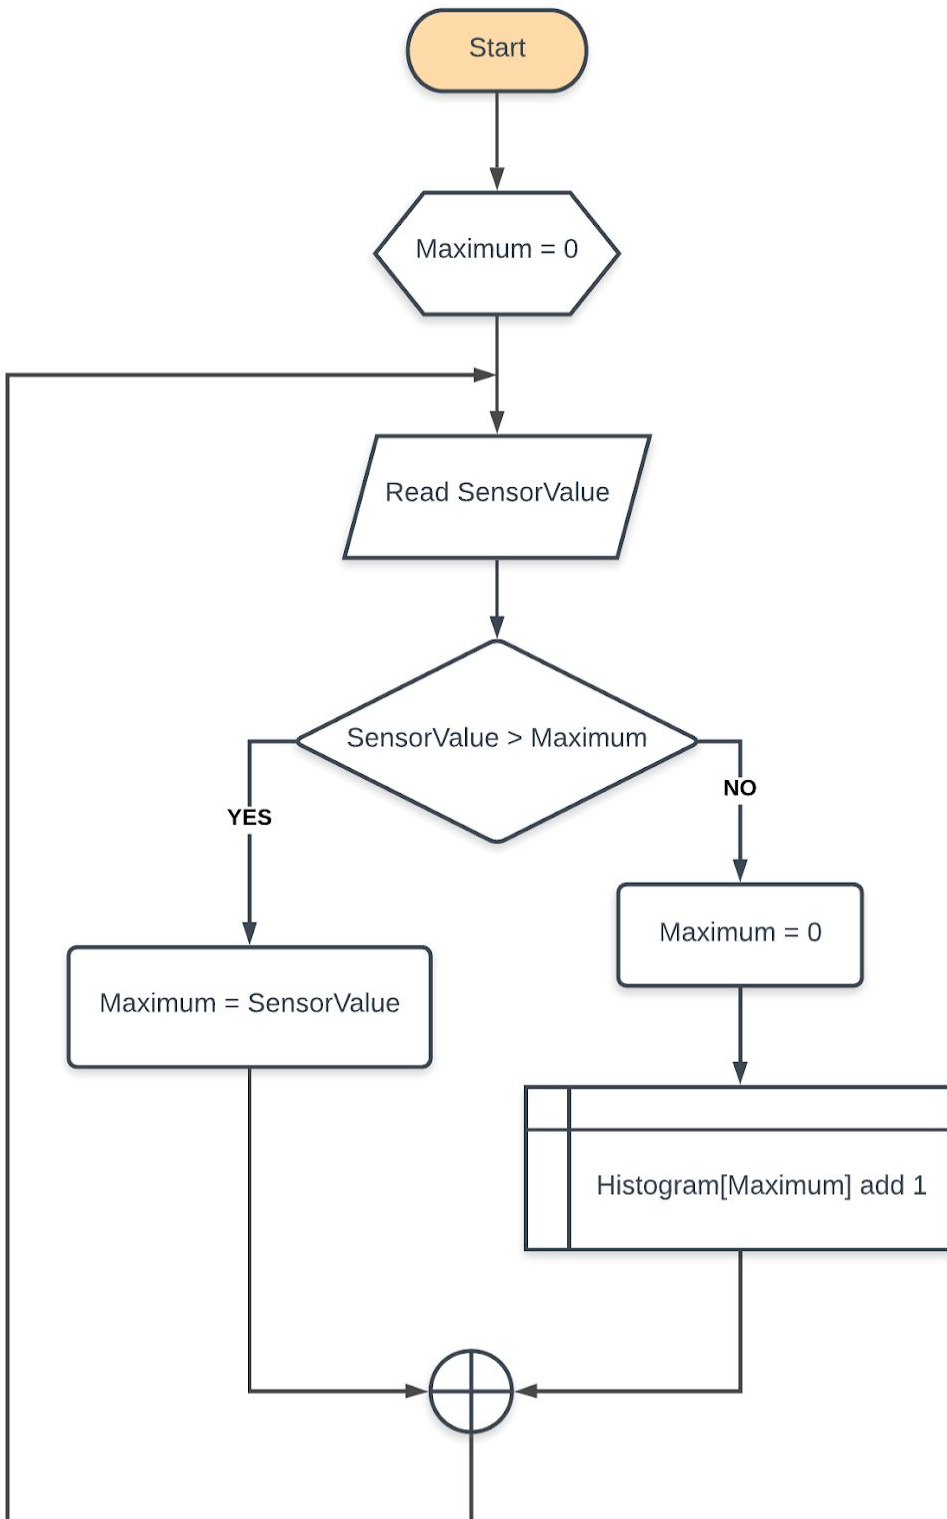 Start
Maximum = 0
Read SensorValue
SensorValue > Maximum
YES
NO
Maximum = 0
Maximum = SensorValue
Histogram[Maximum] add 1